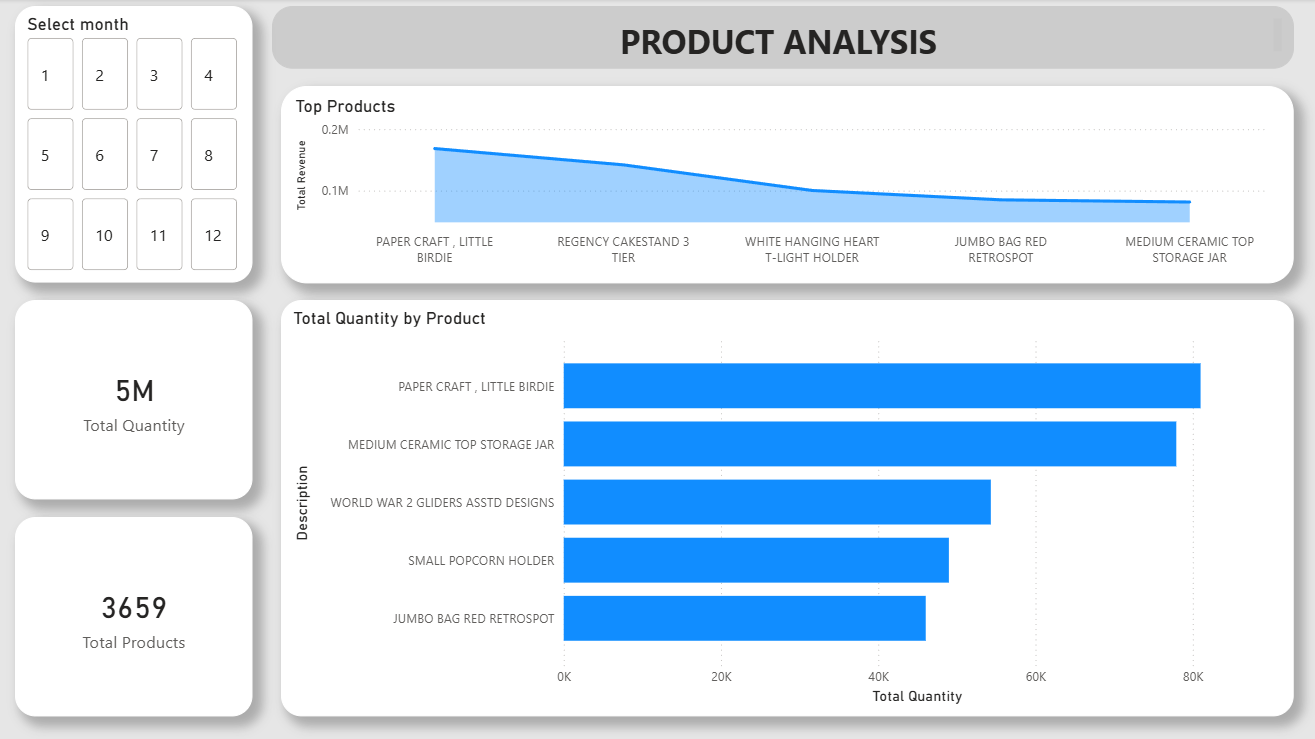 Select month
1 2 3 4
5 6 7 8
9 10 11 12
PRODUCT ANALYSIS
Top Products
Total Revenue
0.2M
0.1M
PAPER CRAFT , LITTLE
BIRDIE
REGENCY CAKESTAND 3
TIER
WHITE HANGING HEART
T-LIGHT HOLDER
JUMBO BAG RED
RETROSPOT
MEDIUM CERAMIC TOP
STORAGE JAR
5M
Total Quantity
3659
Total Products
Total Quantity by Product
Description
PAPER CRAFT , LITTLE BIRDIE
MEDIUM CERAMIC TOP STORAGE JAR
WORLD WAR 2 GLIDERS ASSTD DESIGNS
SMALL POPCORN HOLDER
JUMBO BAG RED RETROSPOT
0K 20K 40K 60K 80K
Total Quantity